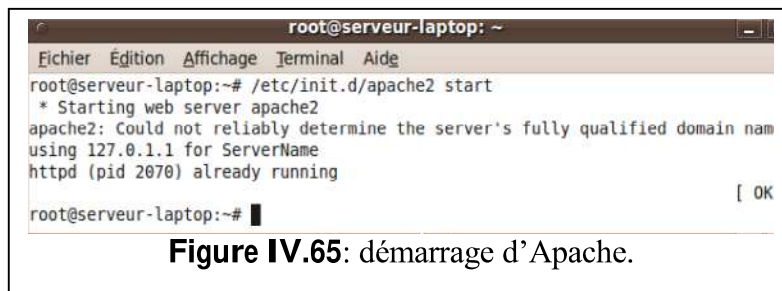 root@serveur-laptop: ~
Fichier Édition Affichage Terminal Aide
root@serveur-laptop:~# /etc/init.d/apache2 start
* Starting web server apache2
apache2: Could not reliably determine the server's fully qualified domain nam
using 127.0.1.1 for ServerName
httpd (pid 2070) already running
[ OK
root@serveur-laptop:~#
Figure IV.65: démarrage d’Apache.